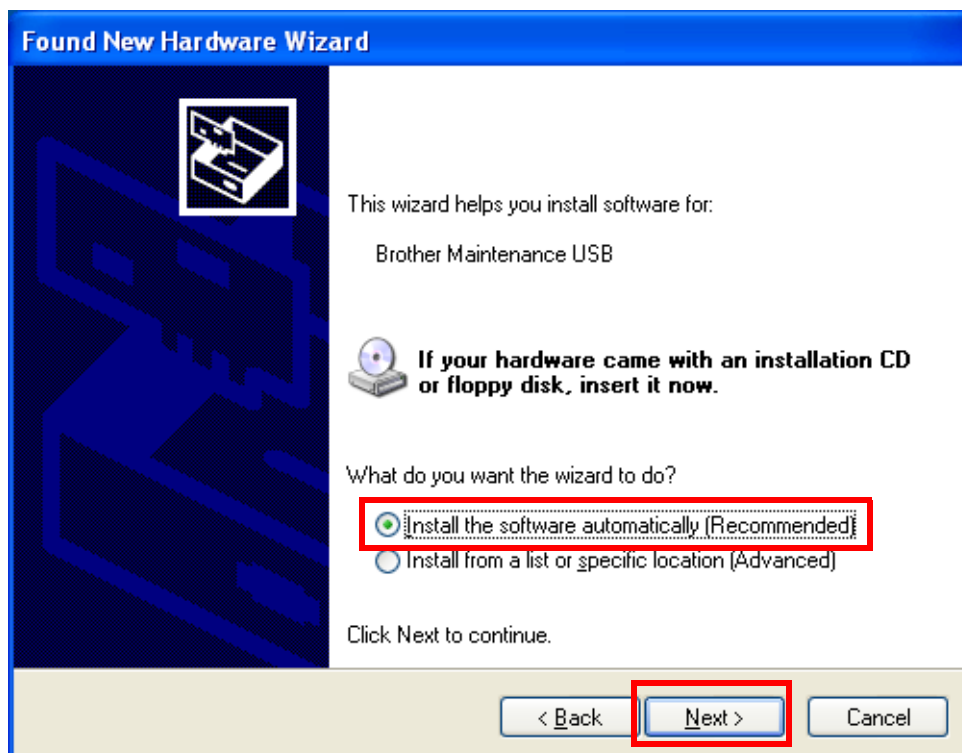 Found New Hardware Wizard
This wizard helps you install software for:
Brother Maintenance USB
If your hardware came with an installation CD
or floppy disk, insert it now.
What do you want the wizard to do?
Install the software automatically (Recommended)
Install from a list or specific location (Advanced)
Click Next to continue.
< Back Next > Cancel